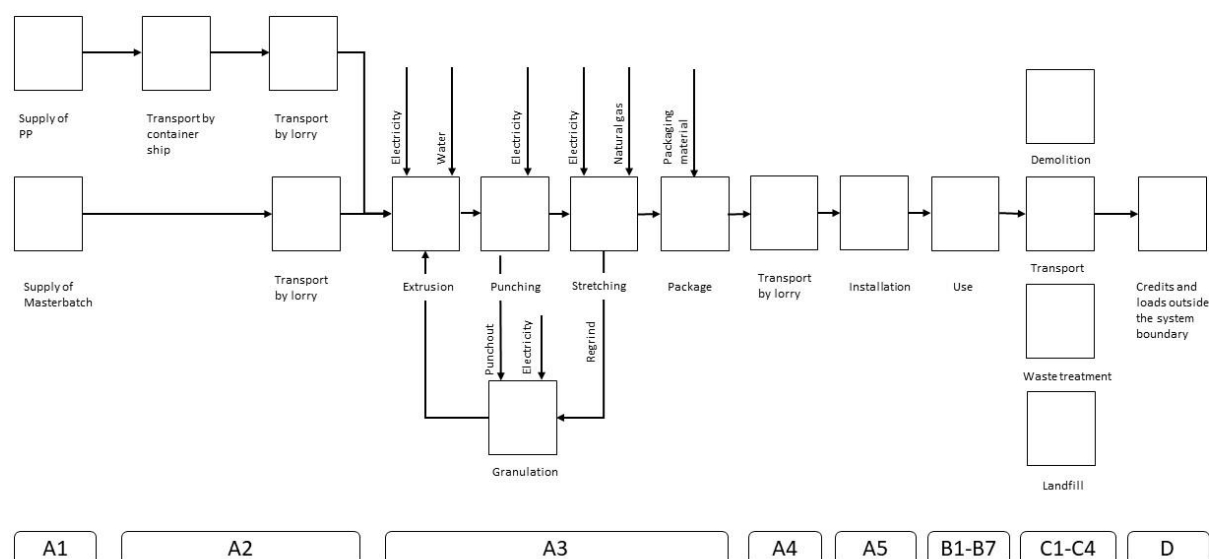 Supply of
PP
Transport by
container
ship
Transport
by lorry
Electricity
Water
Electricity
Electricity
Natural gas
Packaging
material
Demolition
Supply of
Masterbatch
Transport
by lorry
Extrusion
Punching
Stretching
Package
Transport
by lorry
Installation
Use
Transport
Credits and
loads outside
the system
boundary
Punchout
Electricity
Regrind
Waste treatment
Granulation
Landfill
A1
A2
A3
A4
A5
B1-B7
C1-C4
D